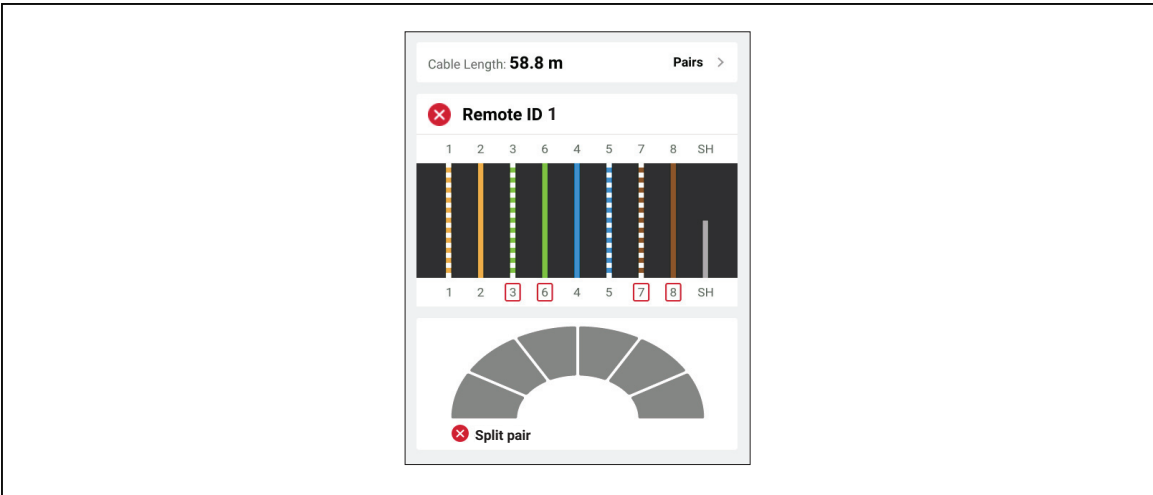 Cable Length: 58.8 m Pairs >
Remote ID 1
1 2 3 6 4 5 7 8 SH
1 2 3 6 4 5 7 8 SH
Split pair